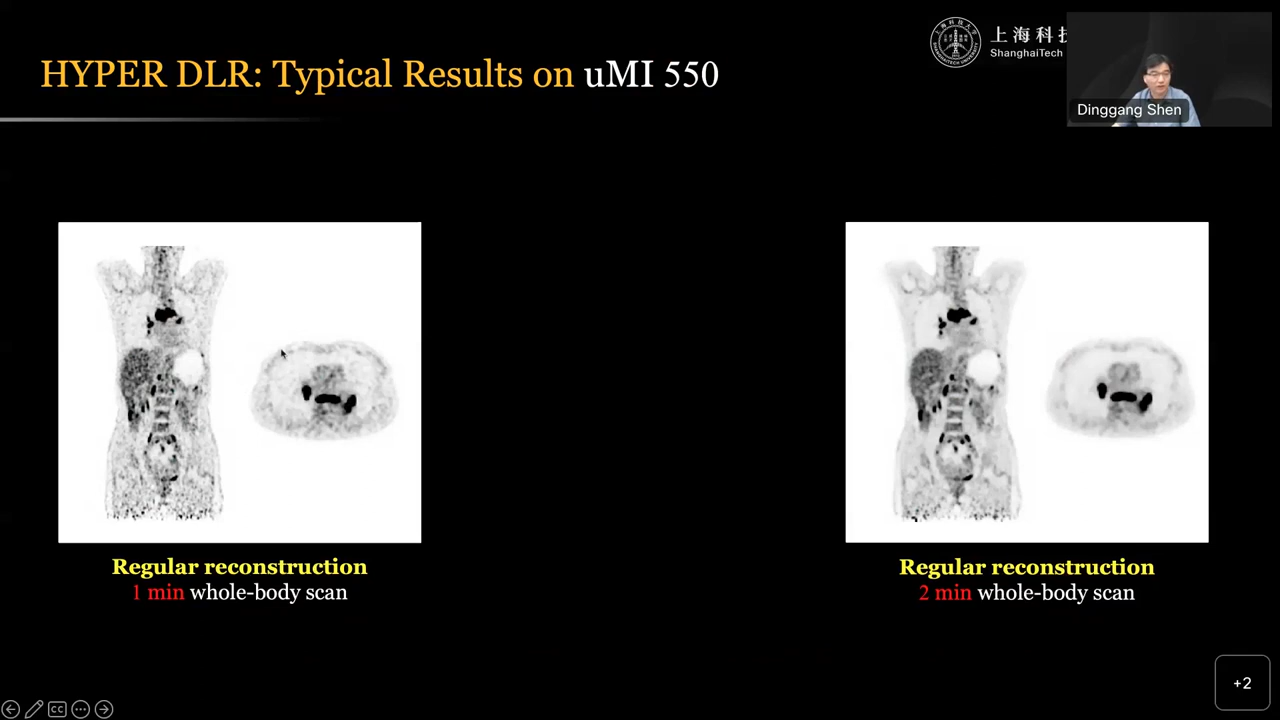 HYPER DLR: Typical Results on uMI 550
上海科技
ShanghaiTech
Dinggang Shen
Regular reconstruction
1 min whole-body scan
Regular reconstruction
2 min whole-body scan
+2
CC